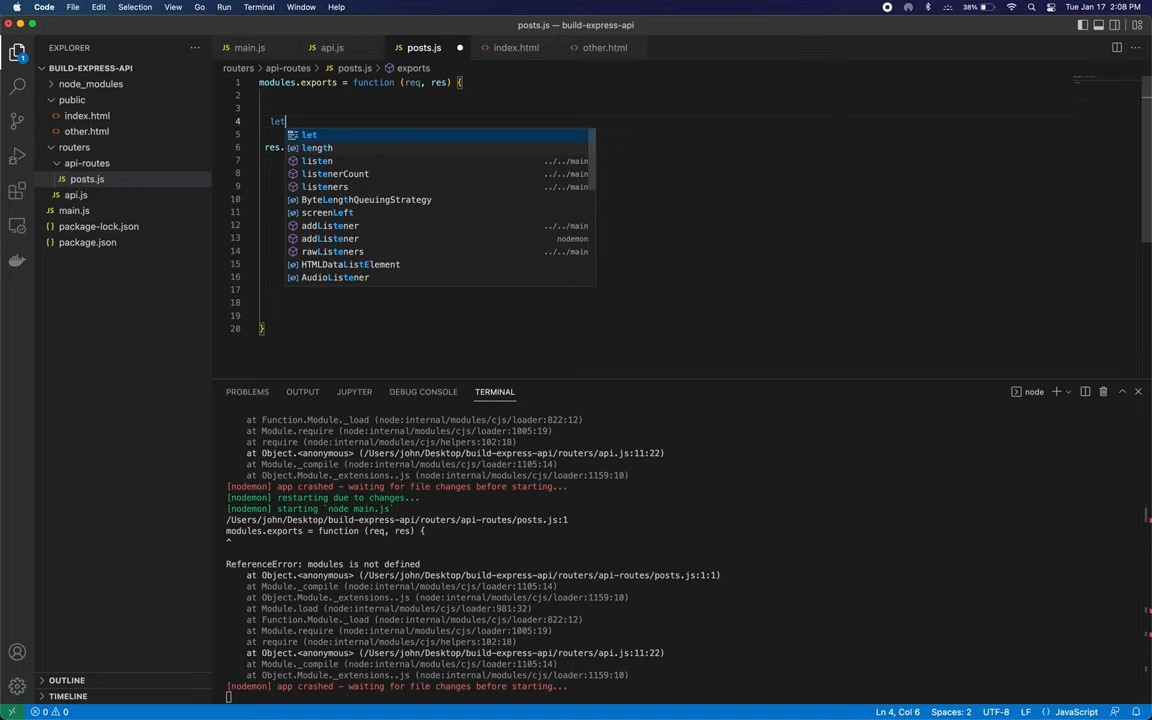 Code File Edit Selection View Go Run Terminal Window Help 38% Tue Jan 17 2:08 PM
posts.js — build-express-api
EXPLORER ···
JS main.js JS api.js JS posts.js ● <> index.html <> other.html ···
BUILD-EXPRESS-API
routers > api-routes > JS posts.js > exports
node_modules
public
<> index.html
<> other.html
routers
api-routes
JS posts.js
JS api.js
JS main.js
{ } package-lock.json
{ } package.json
1
1 modules.exports = function (req, res) {
2
3
4 let
5 let
6 res. length
7 listen ../../main
8 listenerCount ../../main
9 listeners ../../main
10 ByteLengthQueuingStrategy
11 screenLeft
12 addListener ../../main
13 addListener nodemon
14 rawListeners ../../main
15 HTMLDataListElement
16 AudioListener
17
18
19
20 }
PROBLEMS OUTPUT JUPYTER DEBUG CONSOLE TERMINAL node
at Function.Module._load (node:internal/modules/cjs/loader:822:12)
at Module.require (node:internal/modules/cjs/loader:1005:19)
at require (node:internal/modules/cjs/helpers:102:18)
at Object.<anonymous> (/Users/john/Desktop/build-express-api/routers/api.js:11:22)
at Module._compile (node:internal/modules/cjs/loader:1105:14)
at Object.Module._extensions..js (node:internal/modules/cjs/loader:1159:10)
[nodemon] app crashed - waiting for file changes before starting...
[nodemon] restarting due to changes...
[nodemon] starting `node main.js`
/Users/john/Desktop/build-express-api/routers/api-routes/posts.js:1
modules.exports = function (req, res) {
^
ReferenceError: modules is not defined
at Object.<anonymous> (/Users/john/Desktop/build-express-api/routers/api-routes/posts.js:1:1)
at Module._compile (node:internal/modules/cjs/loader:1105:14)
at Object.Module._extensions..js (node:internal/modules/cjs/loader:1159:10)
at Module.load (node:internal/modules/cjs/loader:981:32)
at Function.Module._load (node:internal/modules/cjs/loader:822:12)
at Module.require (node:internal/modules/cjs/loader:1005:19)
at require (node:internal/modules/cjs/helpers:102:18)
at Object.<anonymous> (/Users/john/Desktop/build-express-api/routers/api.js:11:22)
at Module._compile (node:internal/modules/cjs/loader:1105:14)
at Object.Module._extensions..js (node:internal/modules/cjs/loader:1159:10)
[nodemon] app crashed - waiting for file changes before starting...
OUTLINE
TIMELINE
0 0 Ln 4, Col 6 Spaces: 2 UTF-8 LF { } JavaScript